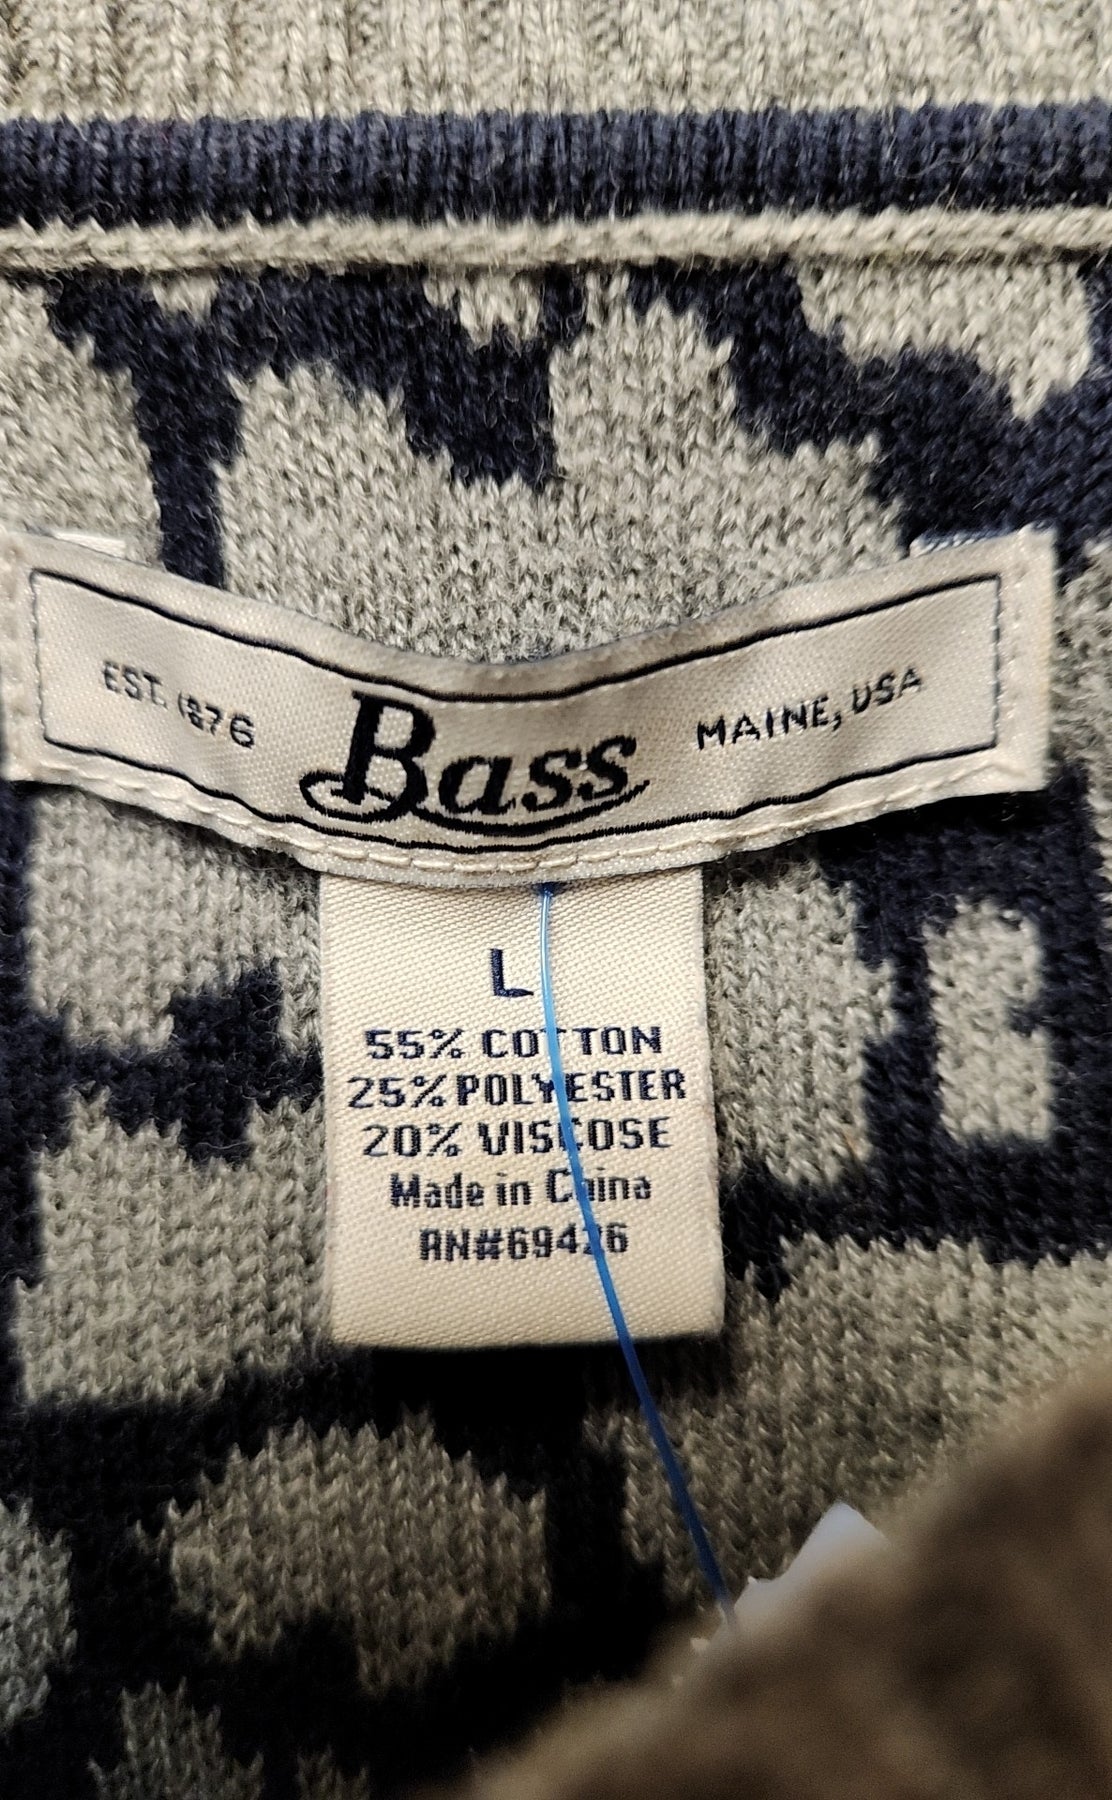 EST. 1876
Bass
MAINE, USA
L
55% COTTON
25% POLYESTER
20% VISCOSE
Made in China
RN#69426